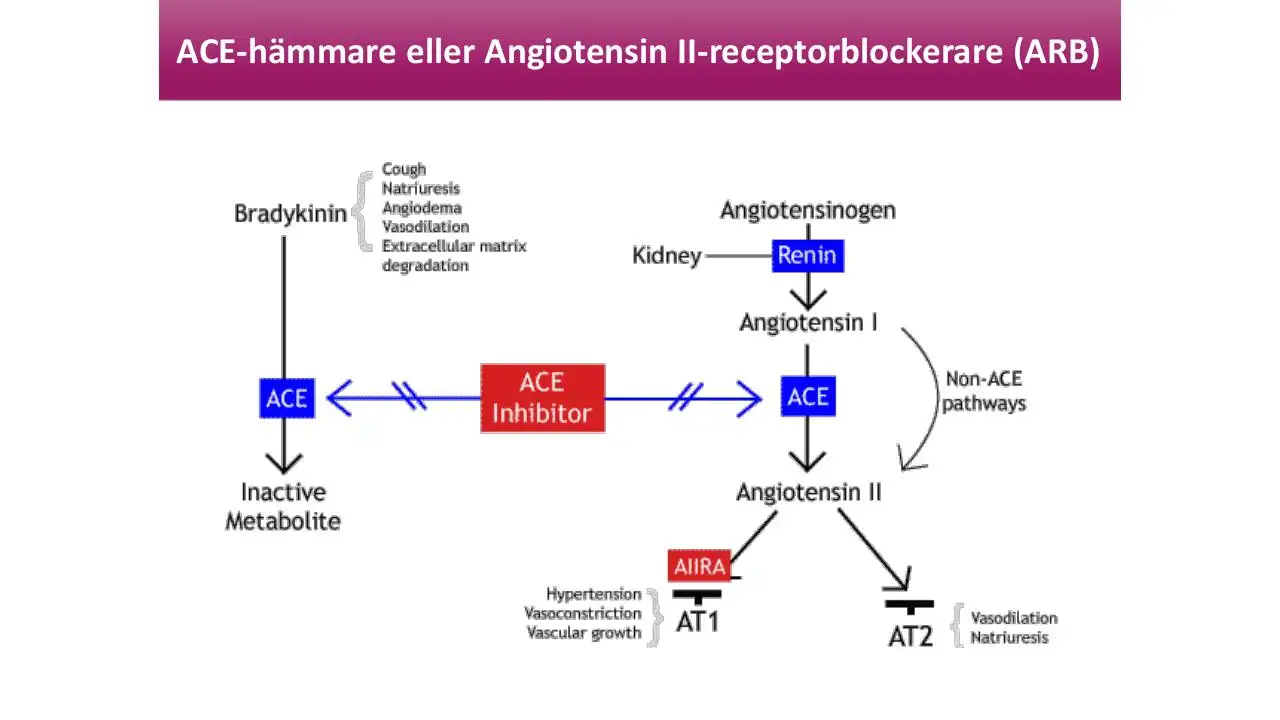 ACE-hämmare eller Angiotensin II-receptorblockerare (ARB)
Bradykinin
Cough
Natriuresis
Angiodema
Vasodilation
Extracellular matrix
degradation
ACE
Inactive
Metabolite
ACE
Inhibitor
Angiotensinogen
Kidney
Renin
Angiotensin I
ACE
Non-ACE
pathways
Angiotensin II
AIIRA
Hypertension
Vasoconstriction
Vascular growth
AT1
AT2
Vasodilation
Natriuresis